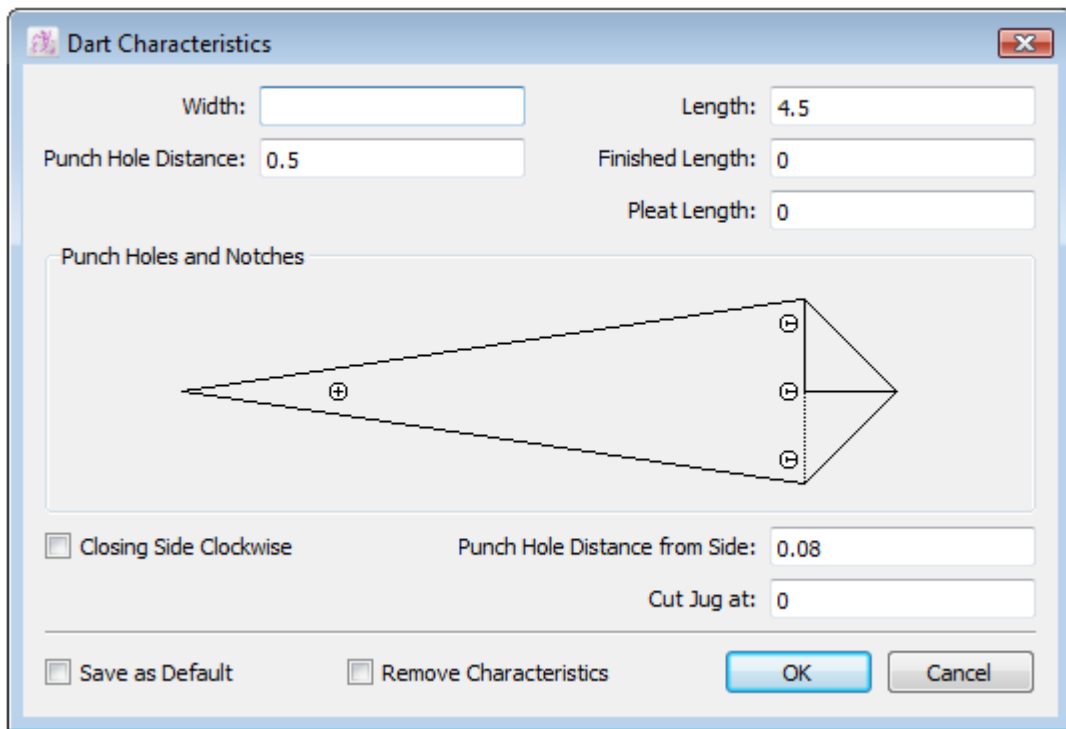 Dart Characteristics
Width:
Length: 4.5
Punch Hole Distance: 0.5
Finished Length: 0
Pleat Length: 0
Punch Holes and Notches
Closing Side Clockwise
Punch Hole Distance from Side: 0.08
Cut Jug at: 0
Save as Default
Remove Characteristics
OK
Cancel